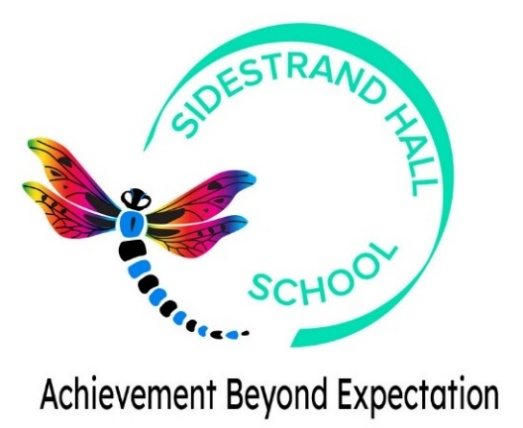 SIDESTRAND HALL
SCHOOL
Achievement Beyond Expectation